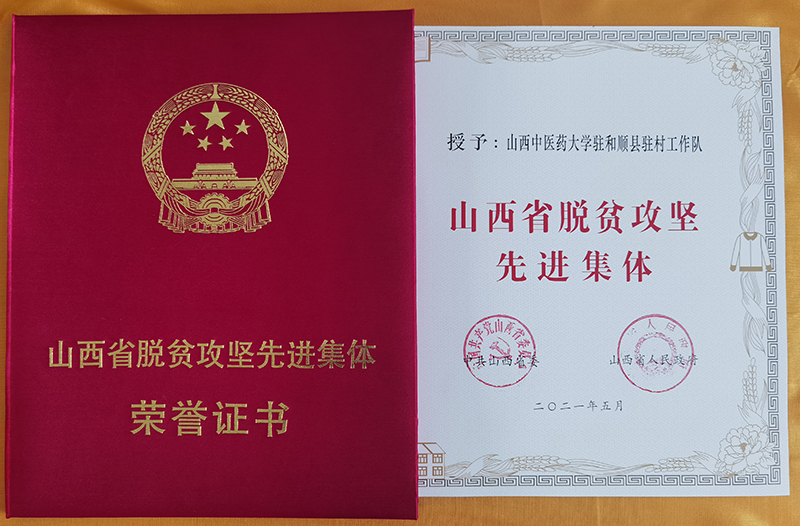 山西省脱贫攻坚先进集体
荣誉证书
授予：山西中医药大学驻和顺县驻村工作队
山西省脱贫攻坚
先进集体
中共山西省委
山西省人民政府
二〇二一年五月